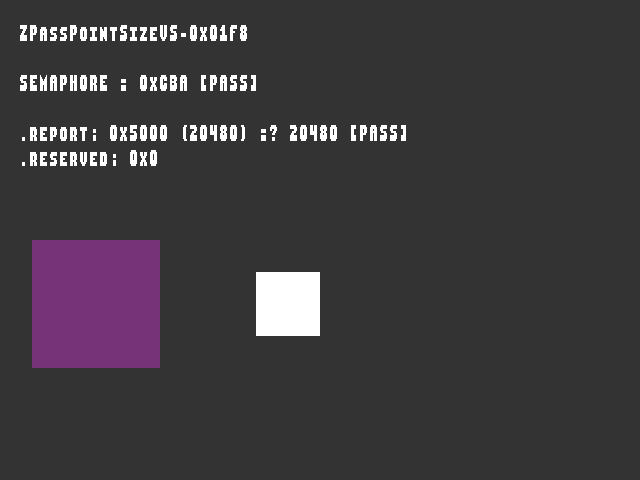 ZPassPointSizeVS-0x01f8
Semaphore : 0xCBA [PASS]
.report: 0x5000 (20480) =? 20480 [PASS]
.reserved: 0x0